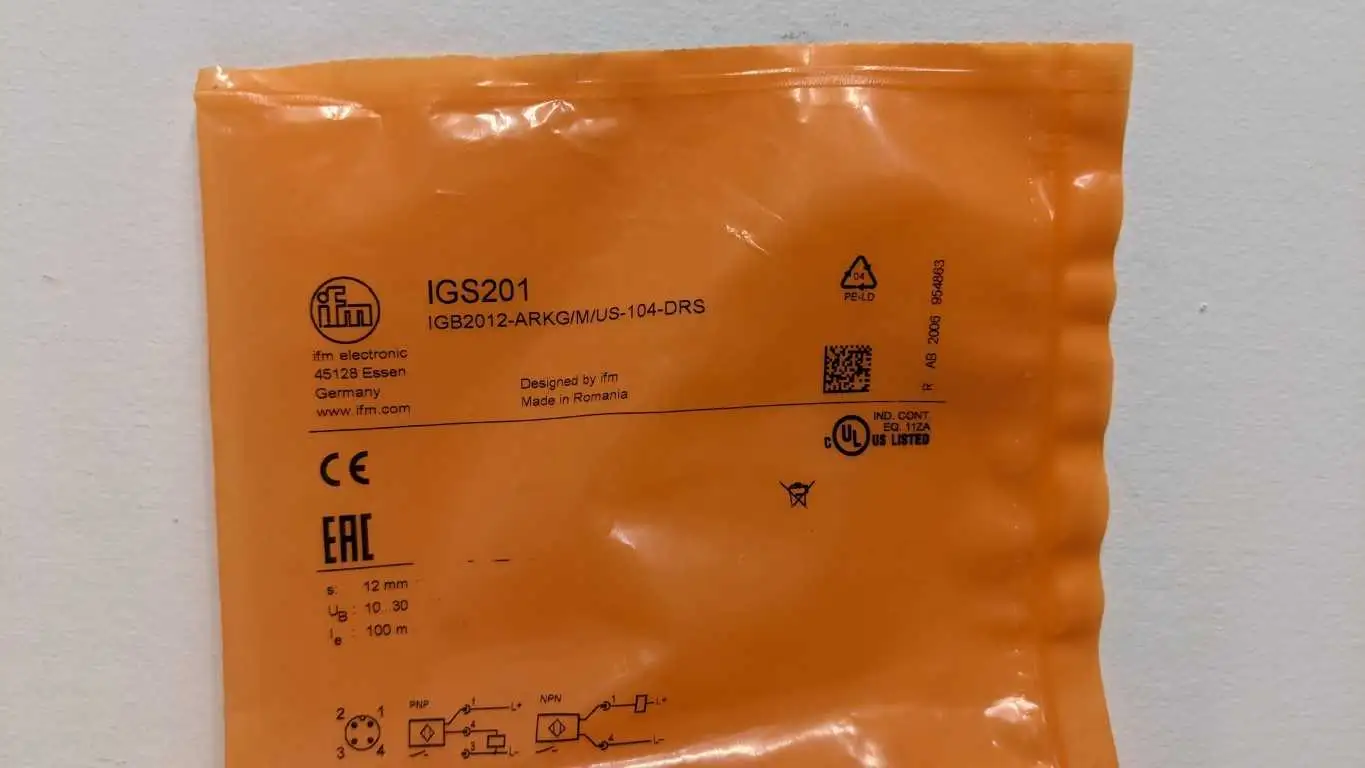 ifm
IGS201
IGB2012-ARKG/M/US-104-DRS
ifm electronic
45128 Essen
Germany
www.ifm.com
Designed by ifm
Made in Romania
04
PE-LD
R AB 2006 954863
CE
EAC
C UL US LISTED
IND. CONT.
EQ. 11ZA
s: 12 mm
UB : 10...30
Ie : 100 m
2 1
3 4
PNP
1 L+
4
3 L-
NPN
1 L+
4 L-